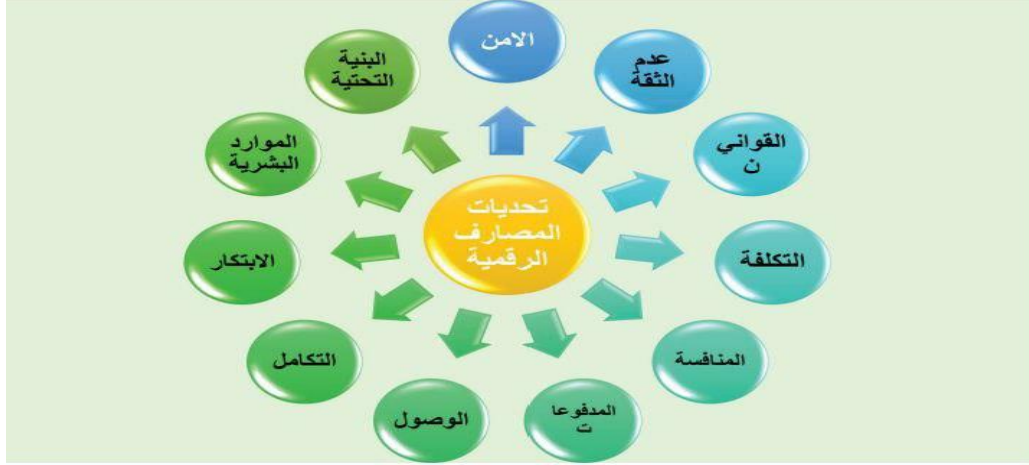 تحديات
المصارف
الرقمية
الامن
عدم
الثقة
القواني
ن
التكلفة
المنافسة
المدفوعا
ت
الوصول
التكامل
الابتكار
الموارد
البشرية
البنية
التحتية